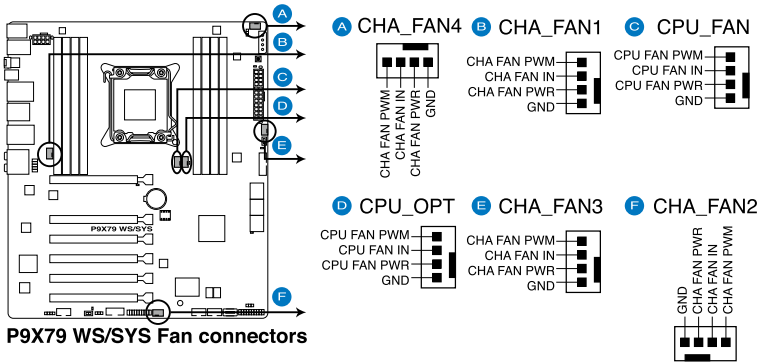 A
B
C
D
E
F
P9X79 WS/SYS
P9X79 WS/SYS Fan connectors
A CHA_FAN4
CHA FAN PWM
CHA FAN IN
CHA FAN PWR
GND
B CHA_FAN1
CHA FAN PWM
CHA FAN IN
CHA FAN PWR
GND
C CPU_FAN
CPU FAN PWM
CPU FAN IN
CPU FAN PWR
GND
D CPU_OPT
CPU FAN PWM
CPU FAN IN
CPU FAN PWR
GND
E CHA_FAN3
CHA FAN PWM
CHA FAN IN
CHA FAN PWR
GND
F CHA_FAN2
GND
CHA FAN PWR
CHA FAN IN
CHA FAN PWM